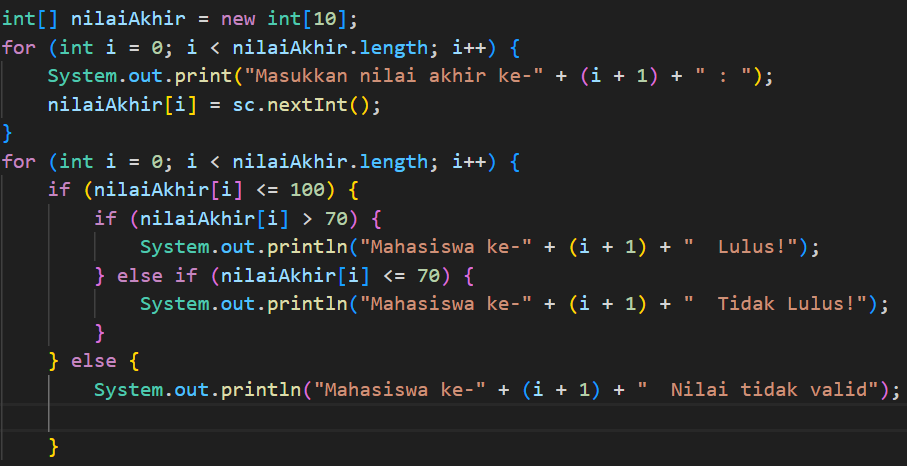 int[] nilaiAkhir = new int[10];
for (int i = 0; i < nilaiAkhir.length; i++) {
    System.out.print("Masukkan nilai akhir ke-" + (i + 1) + " : ");
    nilaiAkhir[i] = sc.nextInt();
}
for (int i = 0; i < nilaiAkhir.length; i++) {
    if (nilaiAkhir[i] <= 100) {
        if (nilaiAkhir[i] > 70) {
            System.out.println("Mahasiswa ke-" + (i + 1) + "  Lulus!");
        } else if (nilaiAkhir[i] <= 70) {
            System.out.println("Mahasiswa ke-" + (i + 1) + "  Tidak Lulus!");
        }
    } else {
        System.out.println("Mahasiswa ke-" + (i + 1) + "  Nilai tidak valid");

    }